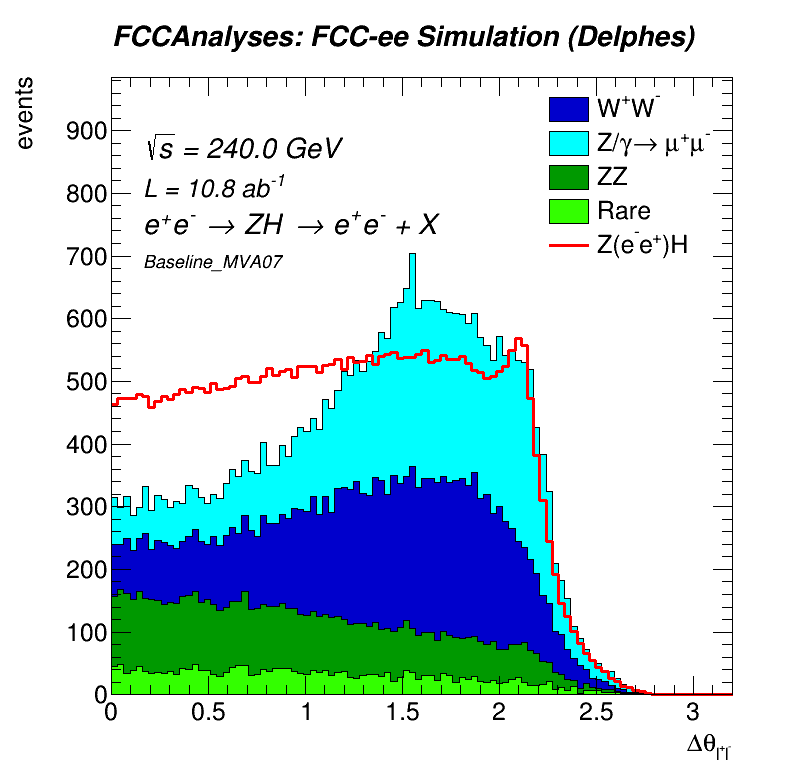 FCCAnalyses: FCC-ee Simulation (Delphes)
events
√s = 240.0 GeV
L = 10.8 ab⁻¹
e⁺e⁻ → ZH → e⁺e⁻ + X
Baseline_MVA07
W⁺W⁻
Z/γ→ μ⁺μ⁻
ZZ
Rare
Z(e⁻e⁺)H
900
800
700
600
500
400
300
200
100
0
0 0.5 1 1.5 2 2.5 3
Δθ_l⁺l⁻